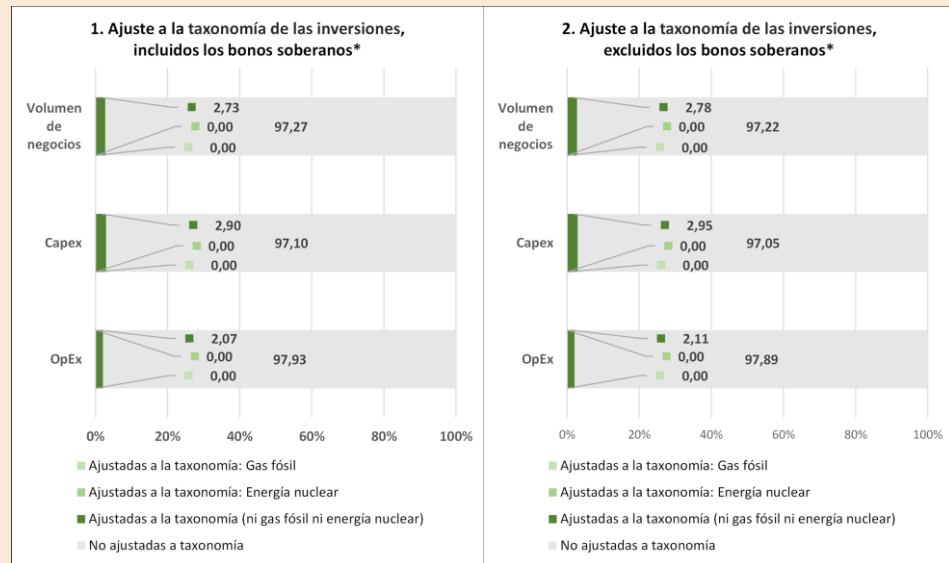 1. Ajuste a la taxonomía de las inversiones,
incluidos los bonos soberanos*
Volumen
de
negocios
2,73
0,00
0,00
97,27
Capex
2,90
0,00
0,00
97,10
OpEx
2,07
0,00
0,00
97,93
0% 20% 40% 60% 80% 100%
Ajustadas a la taxonomía: Gas fósil
Ajustadas a la taxonomía: Energía nuclear
Ajustadas a la taxonomía (ni gas fósil ni energía nuclear)
No ajustadas a taxonomía
2. Ajuste a la taxonomía de las inversiones,
excluidos los bonos soberanos*
Volumen
de
negocios
2,78
0,00
0,00
97,22
Capex
2,95
0,00
0,00
97,05
OpEx
2,11
0,00
0,00
97,89
0% 20% 40% 60% 80% 100%
Ajustadas a la taxonomía: Gas fósil
Ajustadas a la taxonomía: Energía nuclear
Ajustadas a la taxonomía (ni gas fósil ni energía nuclear)
No ajustadas a taxonomía